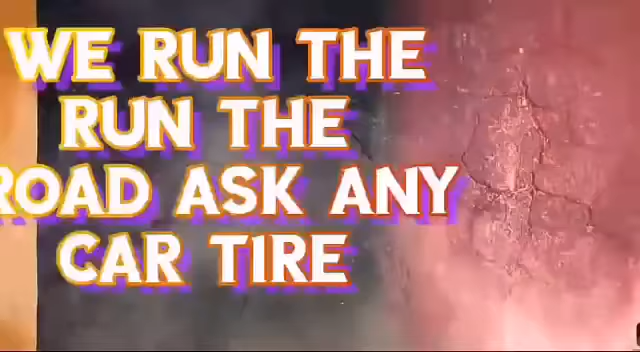 WE RUN THE
RUN THE
ROAD ASK ANY
CAR TIRE